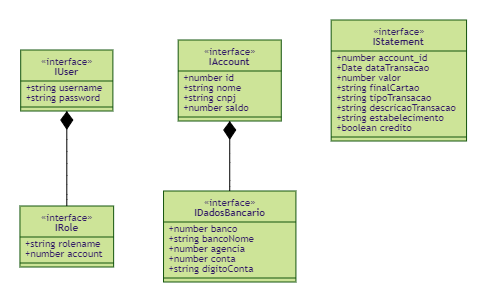 «interface»
IUser
+string username
+string password
«interface»
IAccount
+number id
+string nome
+string cnpj
+number saldo
«interface»
IStatement
+number account_id
+Date dataTransacao
+number valor
+string finalCartao
+string tipoTransacao
+string descricaoTransacao
+string estabelecimento
+boolean credito
«interface»
IRole
+string rolename
+number account
«interface»
IDadosBancario
+number banco
+string bancoNome
+number agencia
+number conta
+string digitoConta